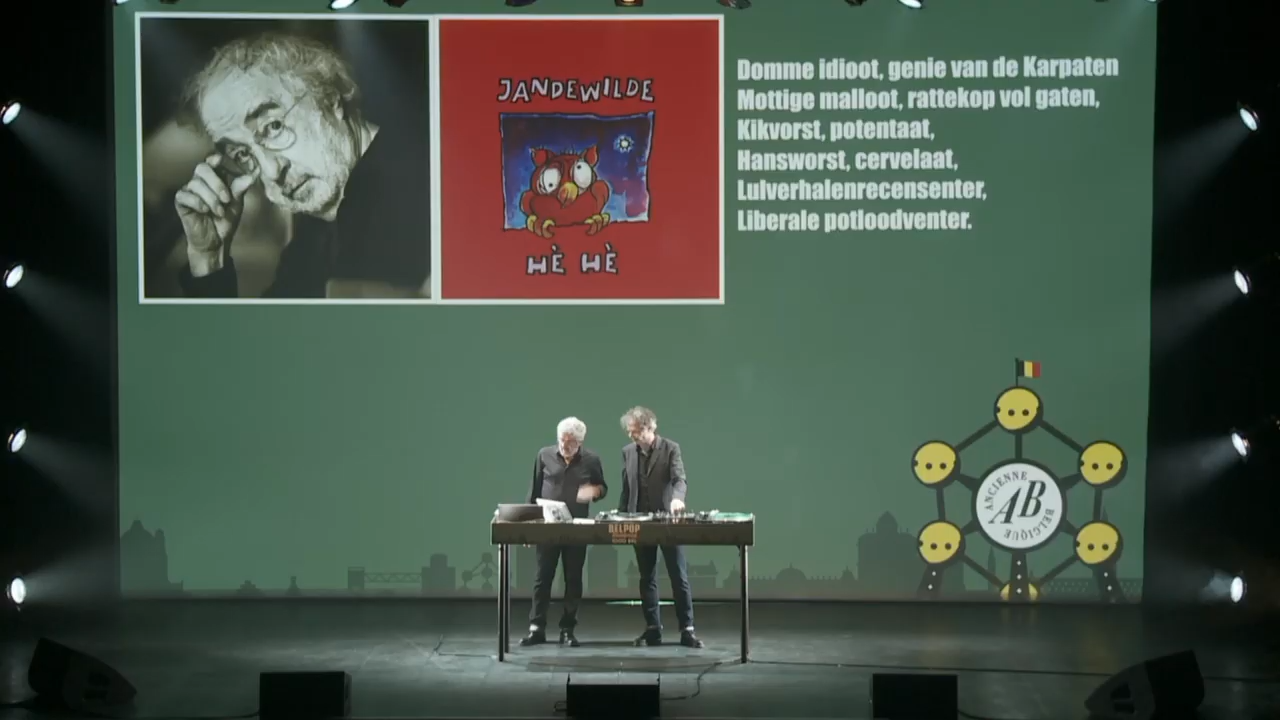 JANDEWILDE
HÈ HÈ
Domme idioot, genie van de Karpaten
Mottige malloot, rattekop vol gaten,
Kikvorst, potentaat,
Hansworst, cervelaat,
Lulverhalenrecensenter,
Liberale potloodventer.
ANCIENNE
AB
BELGIQUE
BELPOP